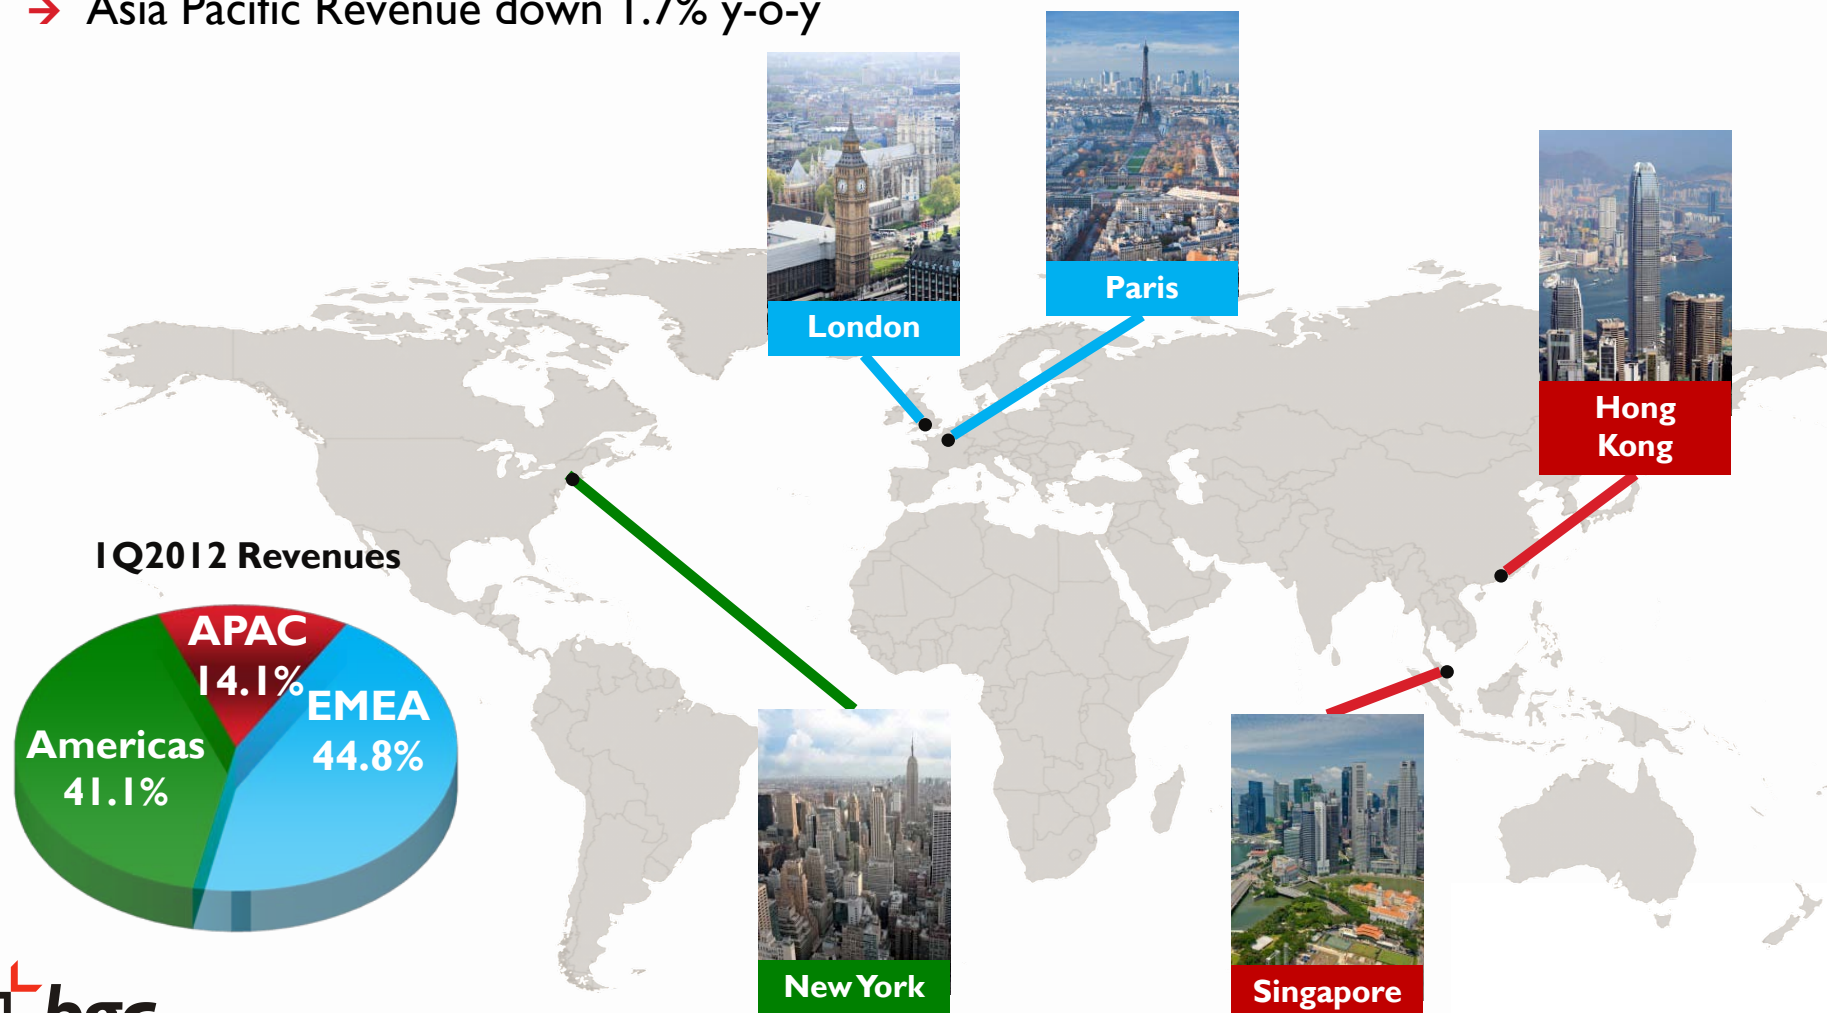 → Asia Pacific Revenue down 1.7% y-o-y
London
Paris
Hong
Kong
1Q2012 Revenues
APAC
14.1%
EMEA
44.8%
Americas
41.1%
New York
Singapore
bgc